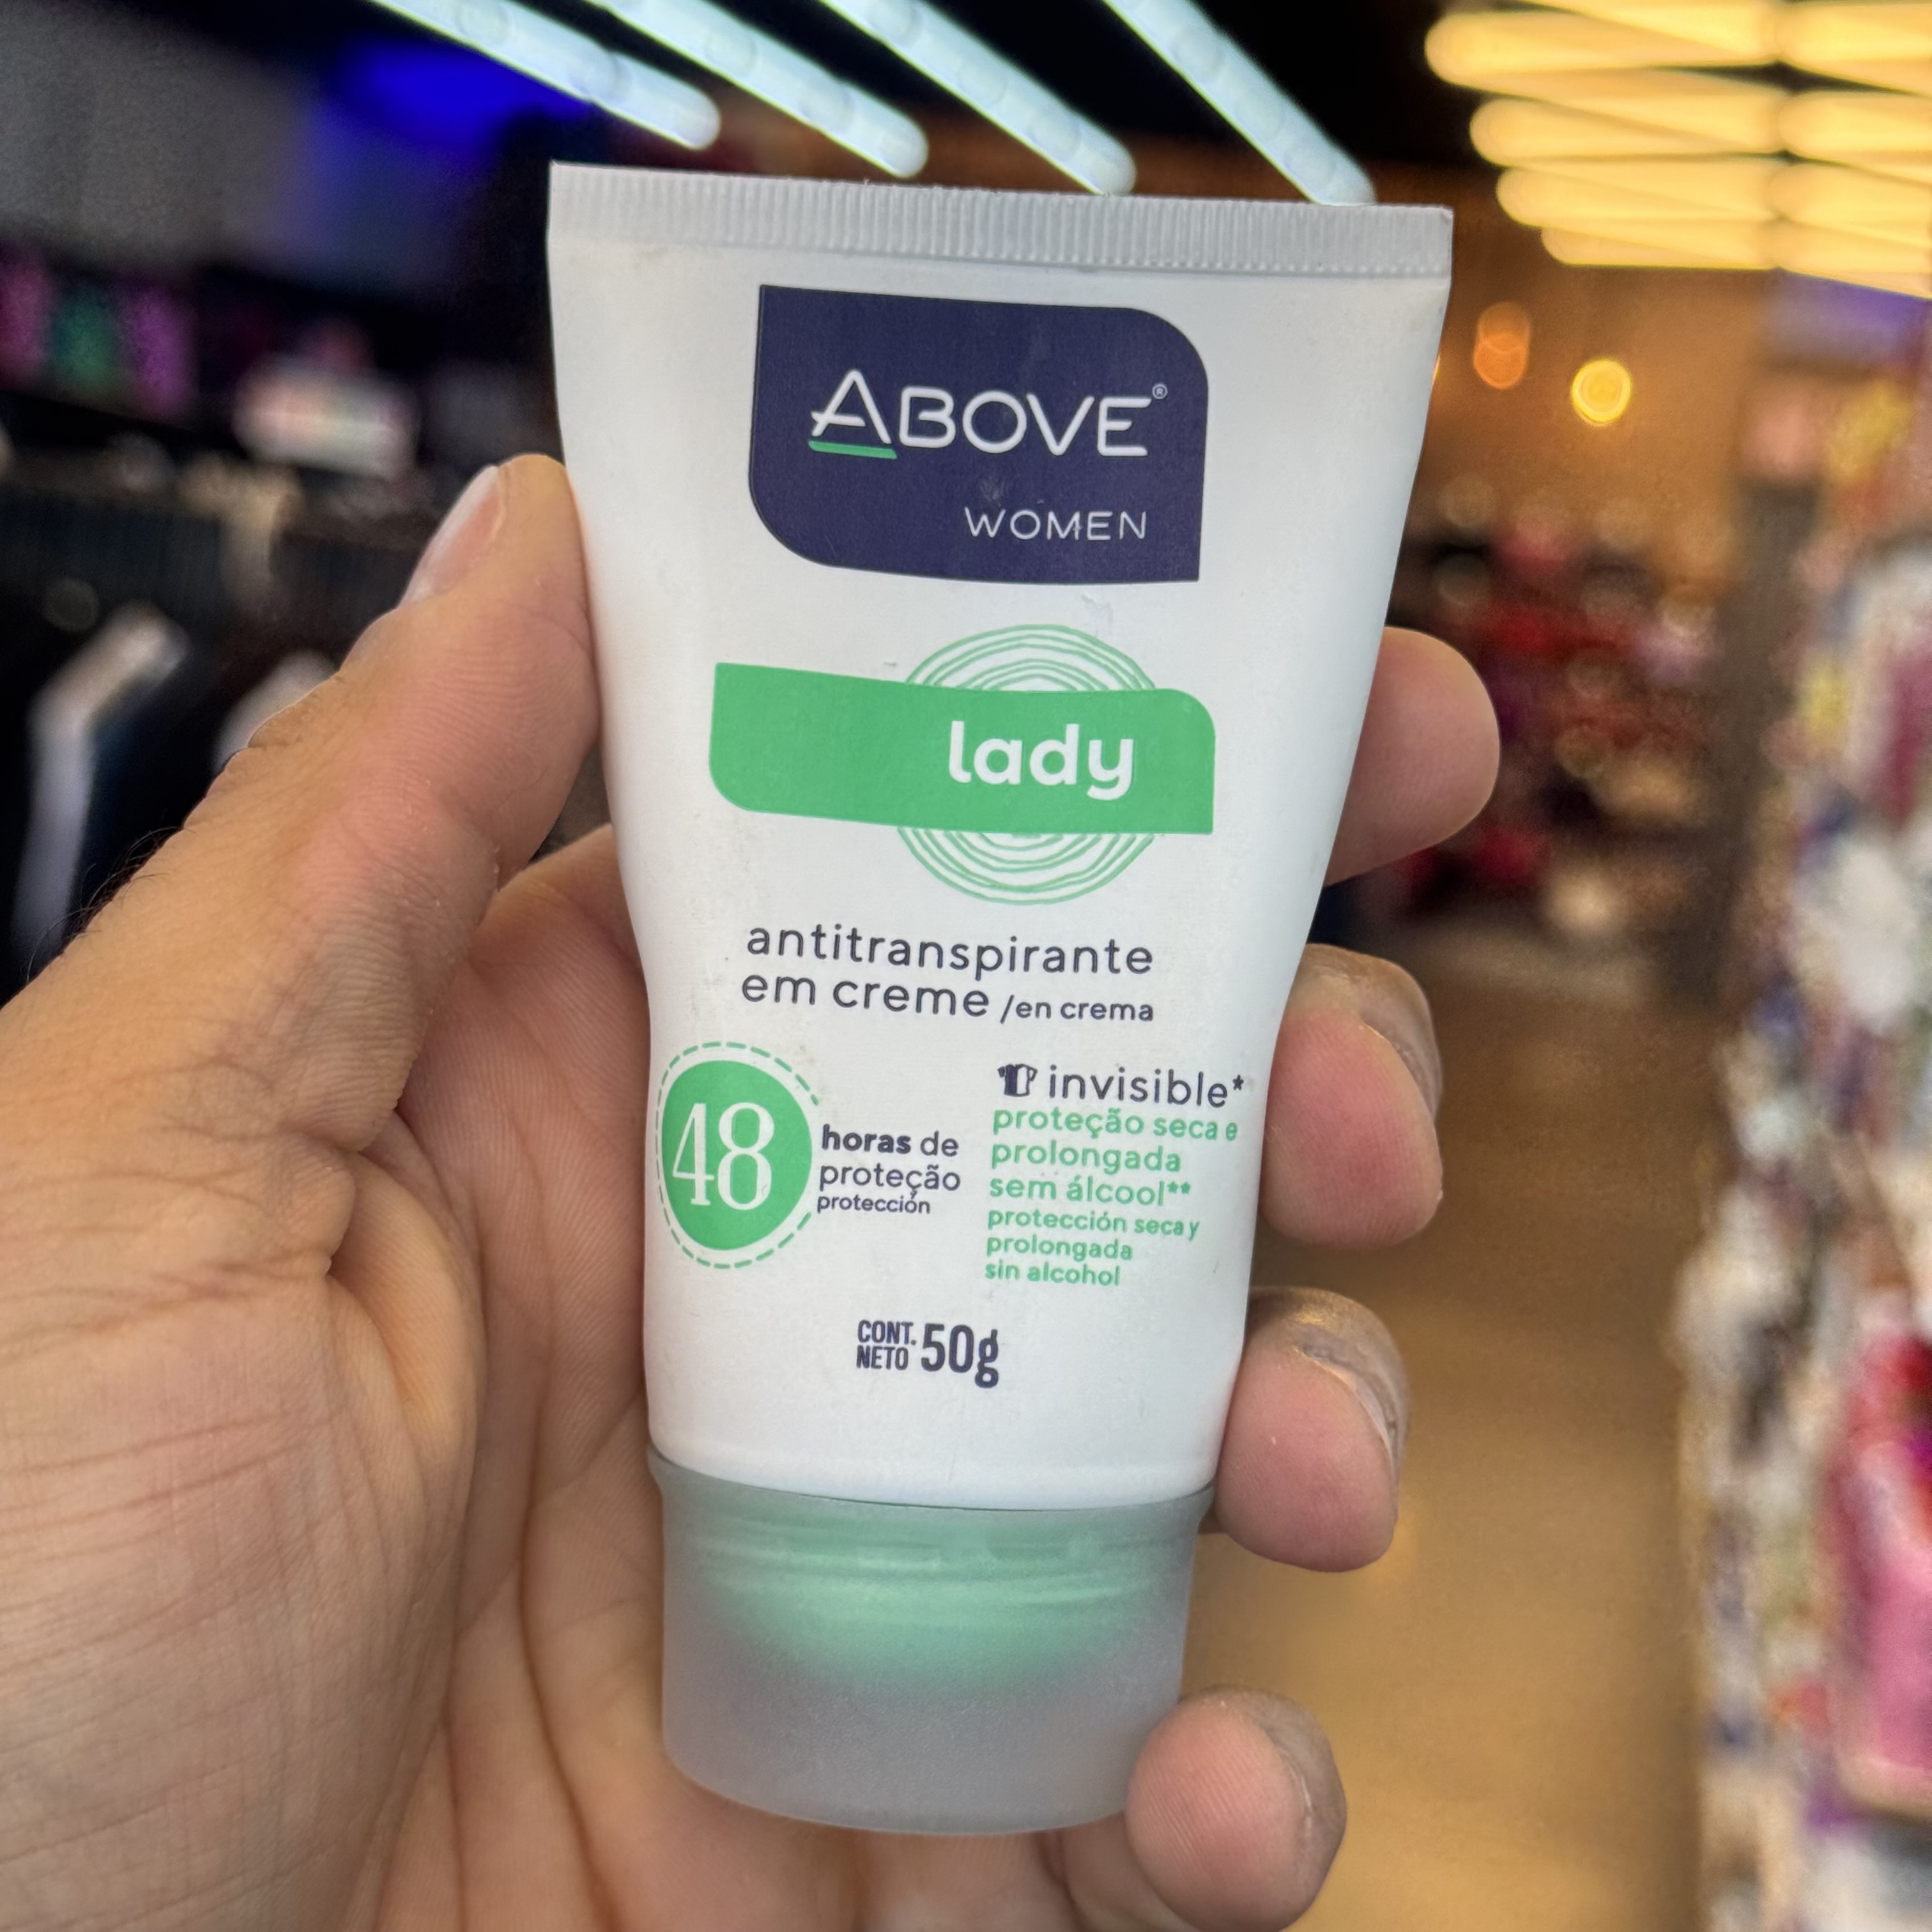 ABOVE®
WOMEN
lady
antitranspirante
em creme /en crema
48
horas de
proteção
protección
invisible*
proteção seca e
prolongada
sem álcool**
protección seca y
prolongada
sin alcohol
CONT.
NETO 50g